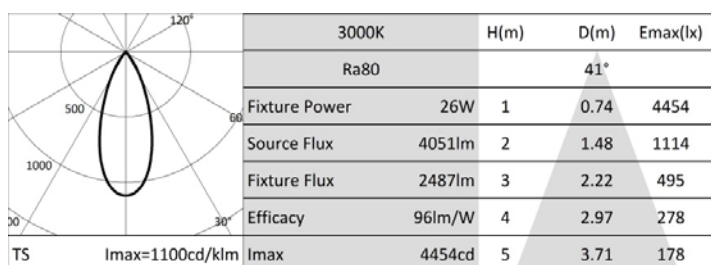 120°
500
60
1000
00
30°
TS Imax=1100cd/klm
3000K H(m) D(m) Emax(lx)
Ra80 41°
Fixture Power 26W 1 0.74 4454
Source Flux 4051lm 2 1.48 1114
Fixture Flux 2487lm 3 2.22 495
Efficacy 96lm/W 4 2.97 278
Imax 4454cd 5 3.71 178